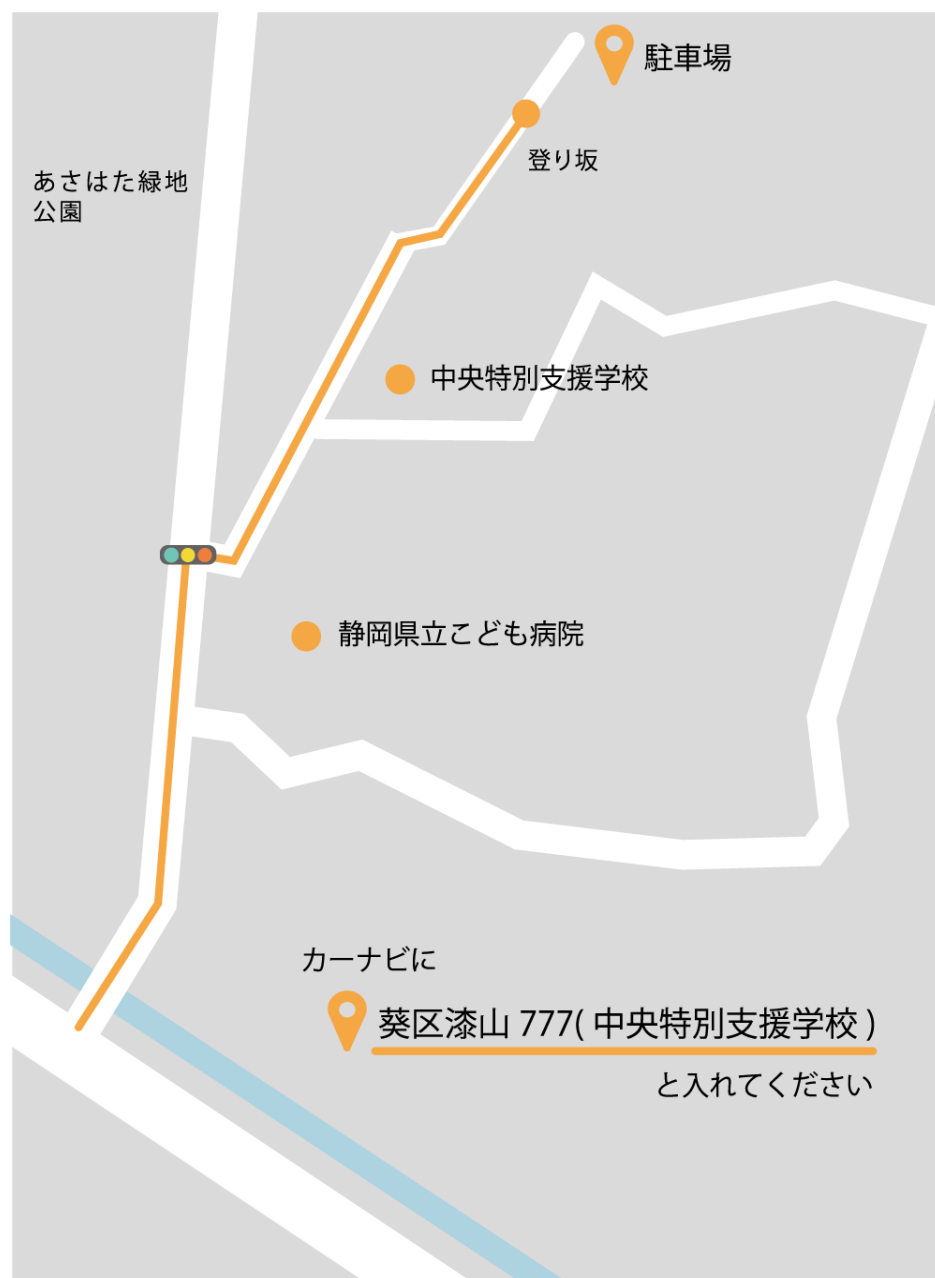 駐車場
登り坂
あさはた緑地
公園
中央特別支援学校
静岡県立こども病院
カーナビに
葵区漆山 777( 中央特別支援学校 )
と入れてください